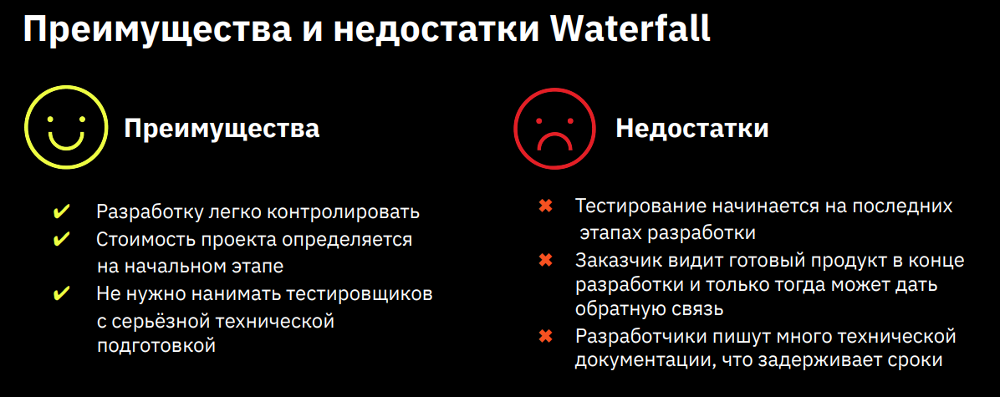 Преимущества и недостатки Waterfall
Преимущества
✔ Разработку легко контролировать
✔ Стоимость проекта определяется
на начальном этапе
✔ Не нужно нанимать тестировщиков
с серьёзной технической
подготовкой
Недостатки
✖ Тестирование начинается на последних
этапах разработки
✖ Заказчик видит готовый продукт в конце
разработки и только тогда может дать
обратную связь
✖ Разработчики пишут много технической
документации, что задерживает сроки